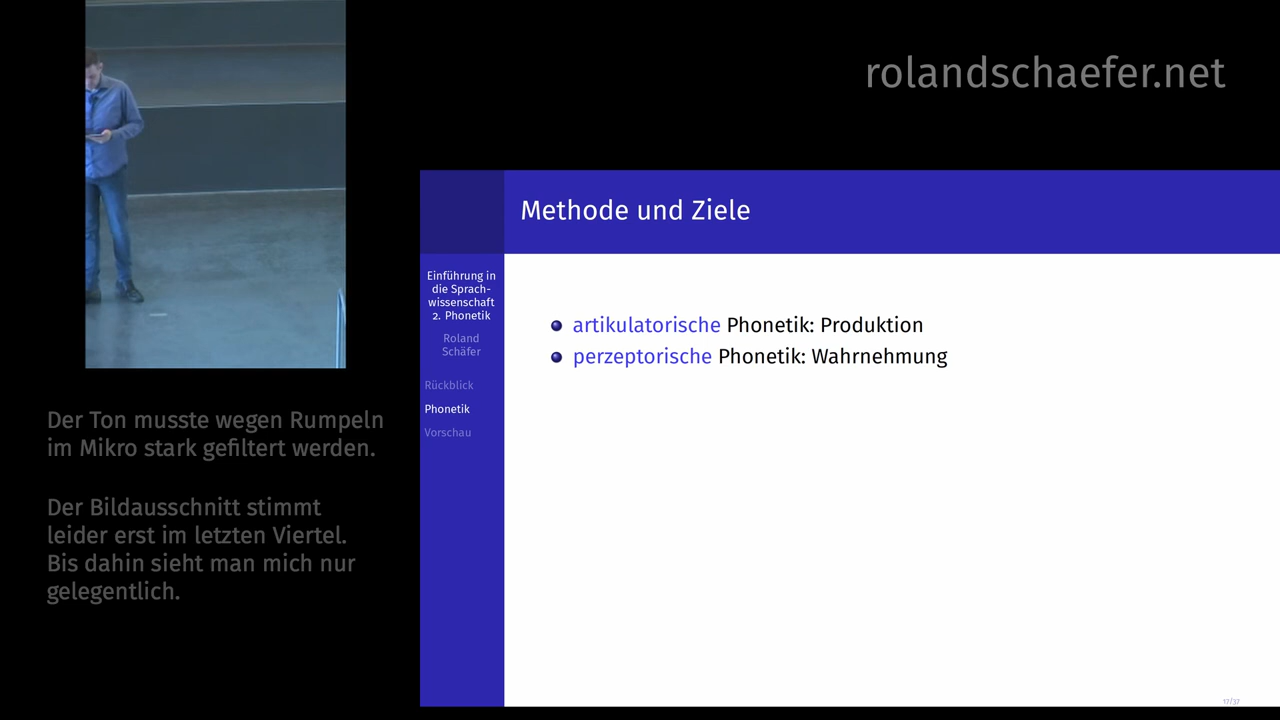 rolandschaefer.net
Methode und Ziele
Einführung in
die Sprach-
wissenschaft
2. Phonetik
Roland
Schäfer
Rückblick
Phonetik
Vorschau
artikulatorische Phonetik: Produktion
perzeptorische Phonetik: Wahrnehmung
Der Ton musste wegen Rumpeln
im Mikro stark gefiltert werden.
Der Bildausschnitt stimmt
leider erst im letzten Viertel.
Bis dahin sieht man mich nur
gelegentlich.
17/37